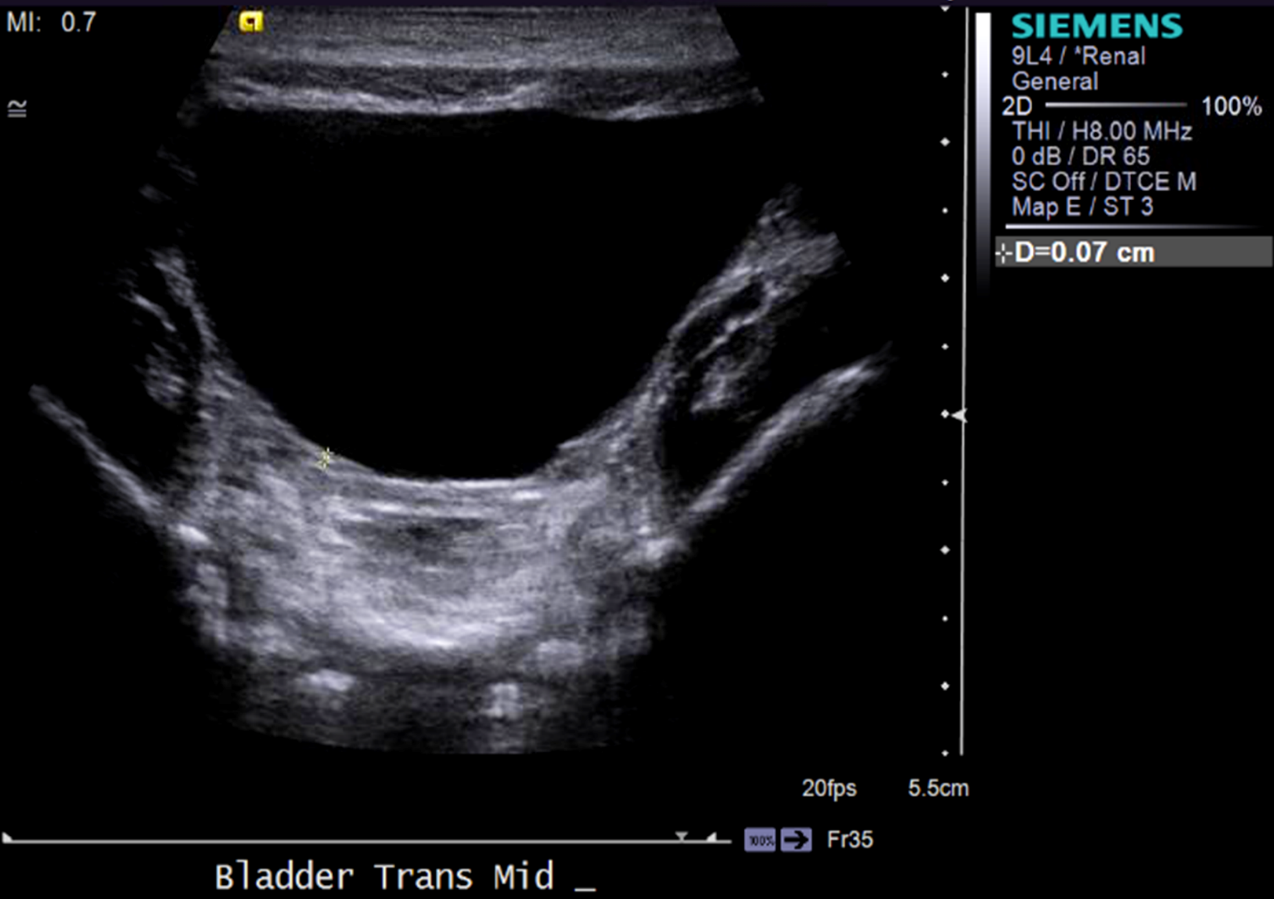 MI: 0.7
SIEMENS
9L4 / *Renal
General
2D 100%
THI / H8.00 MHz
0 dB / DR 65
SC Off / DTCE M
Map E / ST 3
D=0.07 cm
20fps 5.5cm
100% Fr35
Bladder Trans Mid _